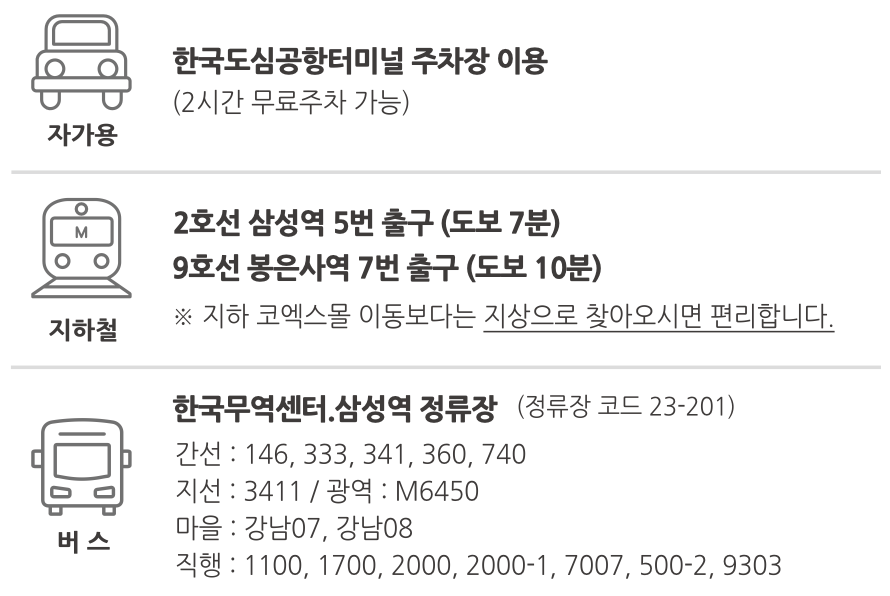 한국도심공항터미널 주차장 이용
(2시간 무료주차 가능)
자가용
2호선 삼성역 5번 출구 (도보 7분)
M
9호선 봉은사역 7번 출구 (도보 10분)
※ 지하 코엑스몰 이동보다는 지상으로 찾아오시면 편리합니다.
지하철
한국무역센터.삼성역 정류장 (정류장 코드 23-201)
간선 : 146, 333, 341, 360, 740
지선 : 3411 / 광역 : M6450
마을 : 강남07, 강남08
버 스
직행 : 1100, 1700, 2000, 2000-1, 7007, 500-2, 9303